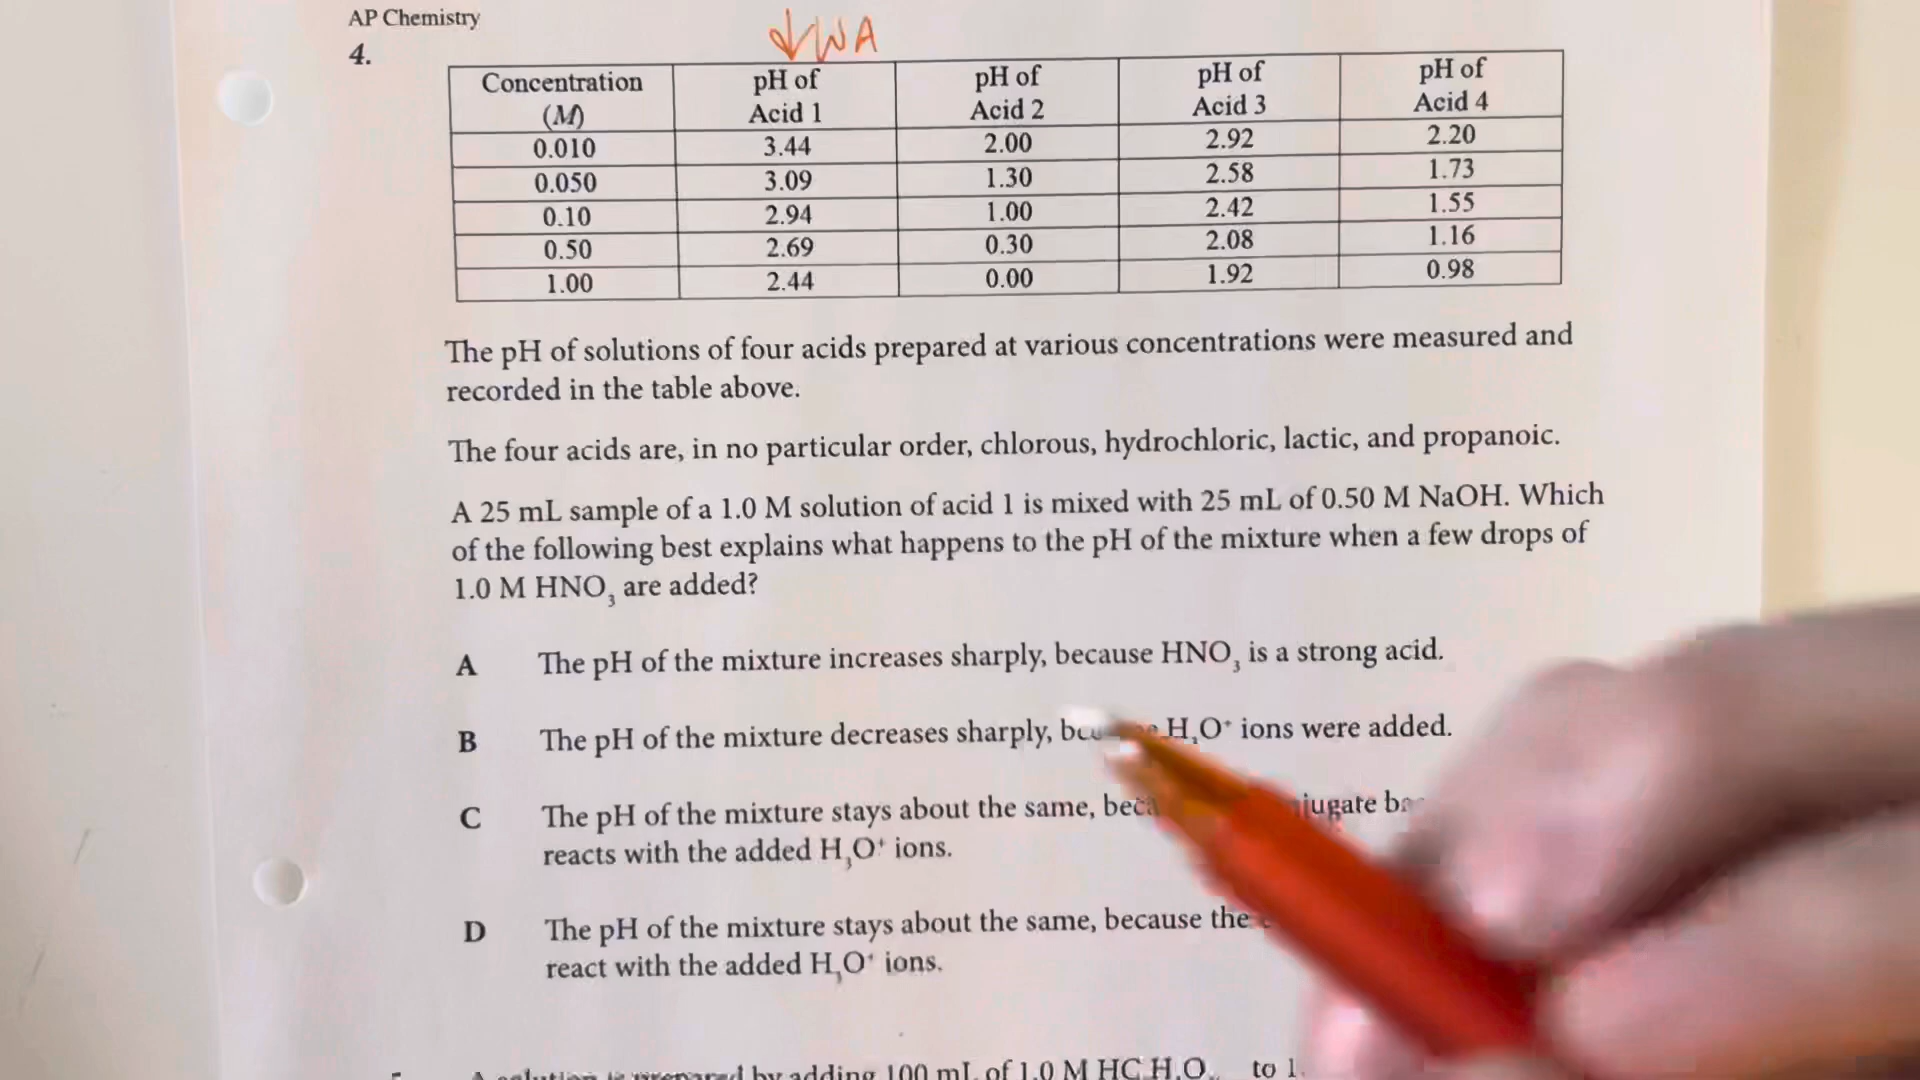 AP Chemistry
↓WA
4.
Concentration (M) pH of Acid 1 pH of Acid 2 pH of Acid 3 pH of Acid 4
0.010 3.44 2.00 2.92 2.20
0.050 3.09 1.30 2.58 1.73
0.10 2.94 1.00 2.42 1.55
0.50 2.69 0.30 2.08 1.16
1.00 2.44 0.00 1.92 0.98
The pH of solutions of four acids prepared at various concentrations were measured and
recorded in the table above.
The four acids are, in no particular order, chlorous, hydrochloric, lactic, and propanoic.
A 25 mL sample of a 1.0 M solution of acid 1 is mixed with 25 mL of 0.50 M NaOH. Which
of the following best explains what happens to the pH of the mixture when a few drops of
1.0 M HNO₃ are added?
A The pH of the mixture increases sharply, because HNO₃ is a strong acid.
B The pH of the mixture decreases sharply, H₃O⁺ ions were added.
C The pH of the mixture stays about the same,
reacts with the added H₃O⁺ ions.
D The pH of the mixture stays about the same, because the
react with the added H₃O⁺ ions.
by adding 100 mL of 1.0 M to 1.